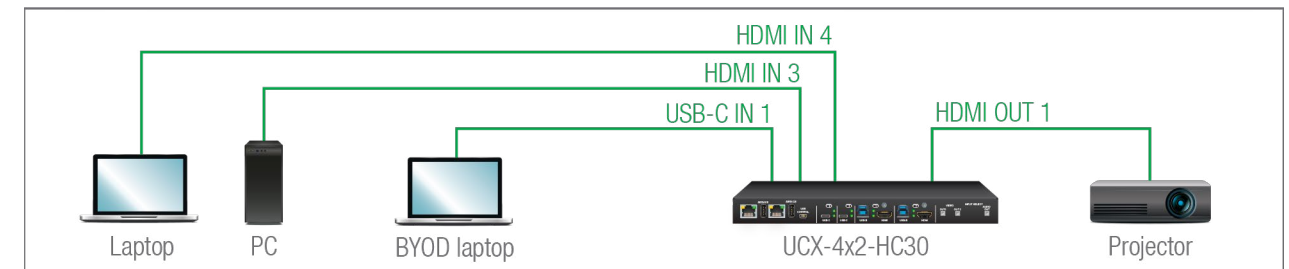 HDMI IN 4
HDMI IN 3
USB-C IN 1
HDMI OUT 1
Laptop
PC
BYOD laptop
UCX-4x2-HC30
Projector